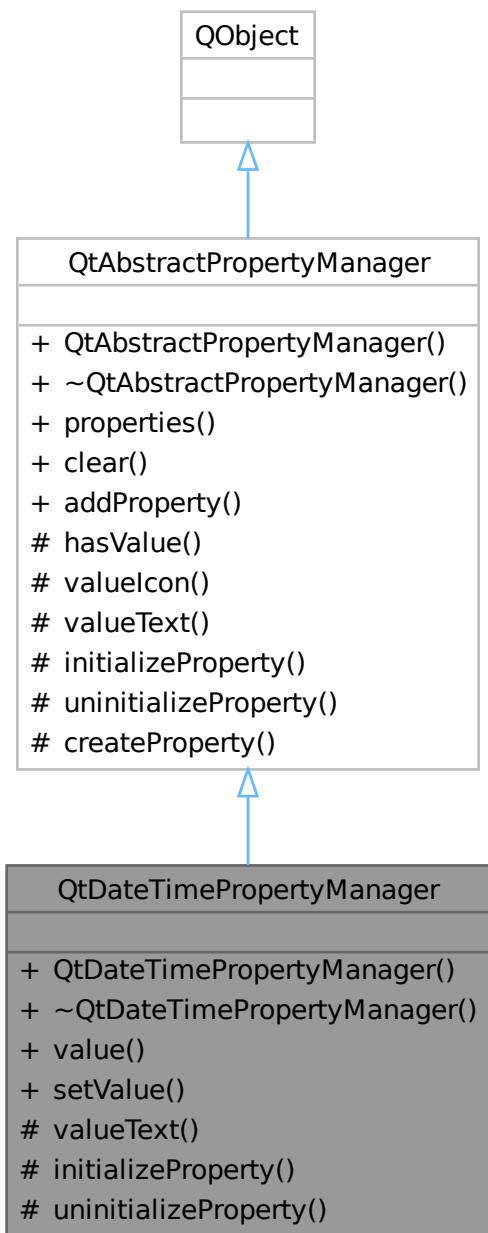 QObject
QtAbstractPropertyManager
+ QtAbstractPropertyManager()
+ ~QtAbstractPropertyManager()
+ properties()
+ clear()
+ addProperty()
# hasValue()
# valueIcon()
# valueText()
# initializeProperty()
# uninitializeProperty()
# createProperty()
QtDateTimePropertyManager
+ QtDateTimePropertyManager()
+ ~QtDateTimePropertyManager()
+ value()
+ setValue()
# valueText()
# initializeProperty()
# uninitializeProperty()